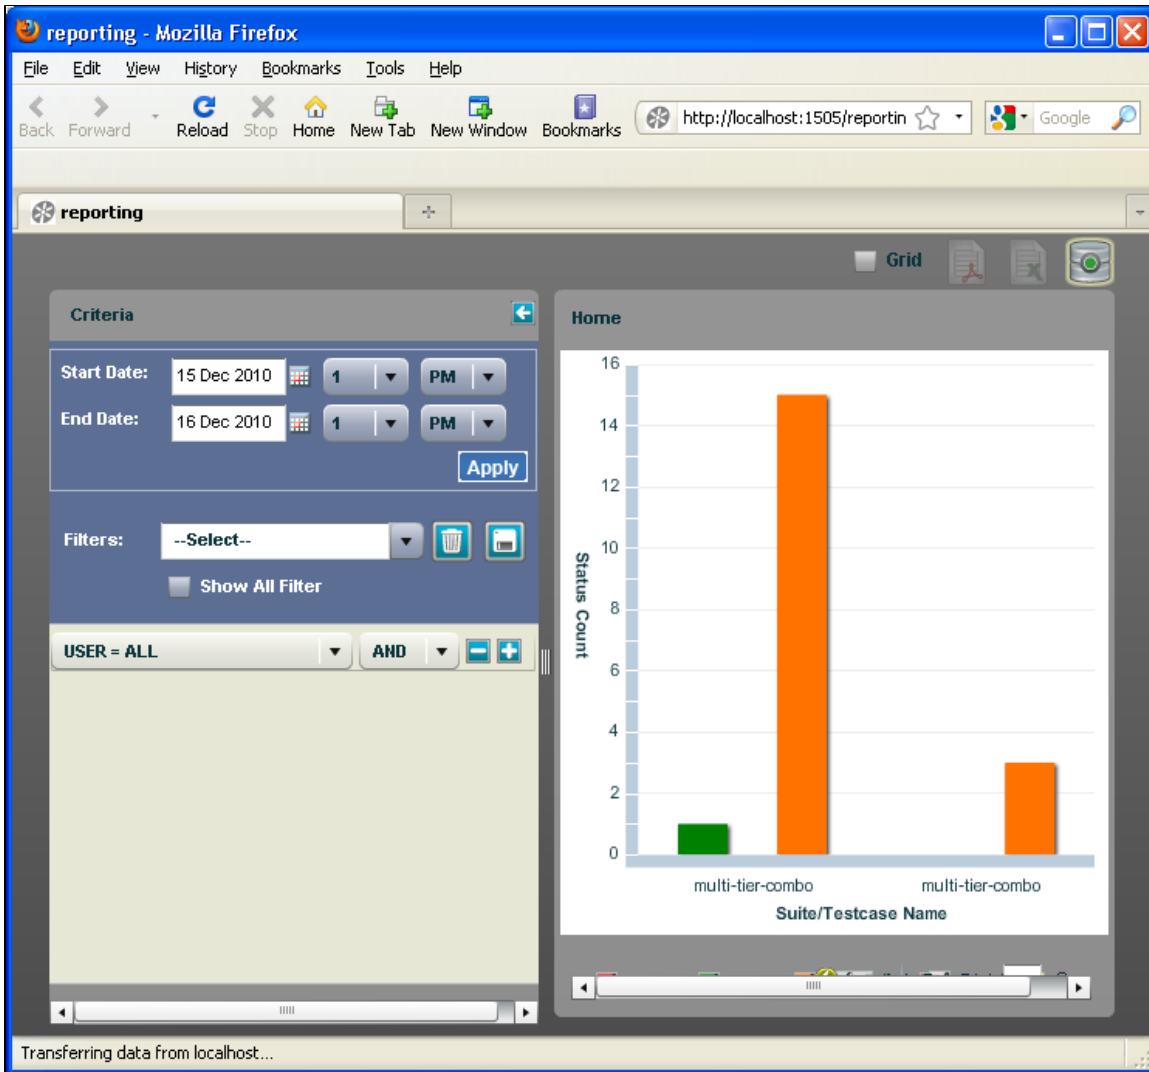 reporting - Mozilla Firefox
File Edit View History Bookmarks Tools Help
Back Forward Reload Stop Home New Tab New Window Bookmarks http://localhost:1505/reportin Google
reporting
Grid
Criteria
Start Date: 15 Dec 2010 1 PM
End Date: 16 Dec 2010 1 PM
Apply
Filters: --Select--
Show All Filter
USER = ALL AND
Home
16
14
12
10
8
6
4
2
0
Status Count
multi-tier-combo multi-tier-combo
Suite/Testcase Name
Transferring data from localhost...